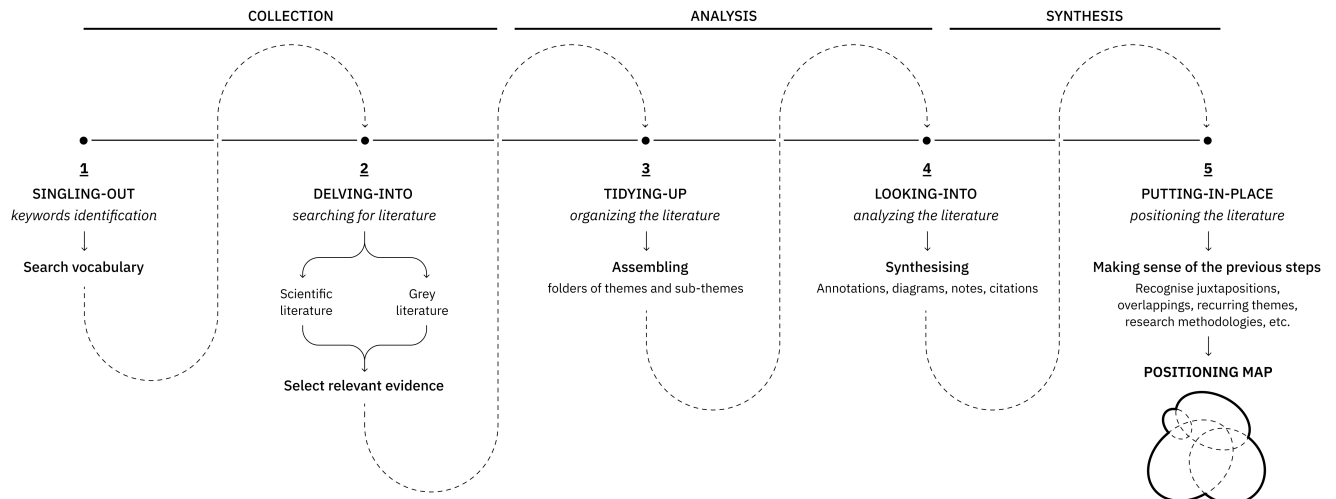 COLLECTION
ANALYSIS
SYNTHESIS
1
SINGLING-OUT
keywords identification
Search vocabulary
2
DELVING-INTO
searching for literature
Scientific
literature
Grey
literature
Select relevant evidence
3
TIDYING-UP
organizing the literature
Assembling
folders of themes and sub-themes
4
LOOKING-INTO
analyzing the literature
Synthesising
Annotations, diagrams, notes, citations
5
PUTTING-IN-PLACE
positioning the literature
Making sense of the previous steps
Recognise juxtapositions,
overlappings, recurring themes,
research methodologies, etc.
POSITIONING MAP